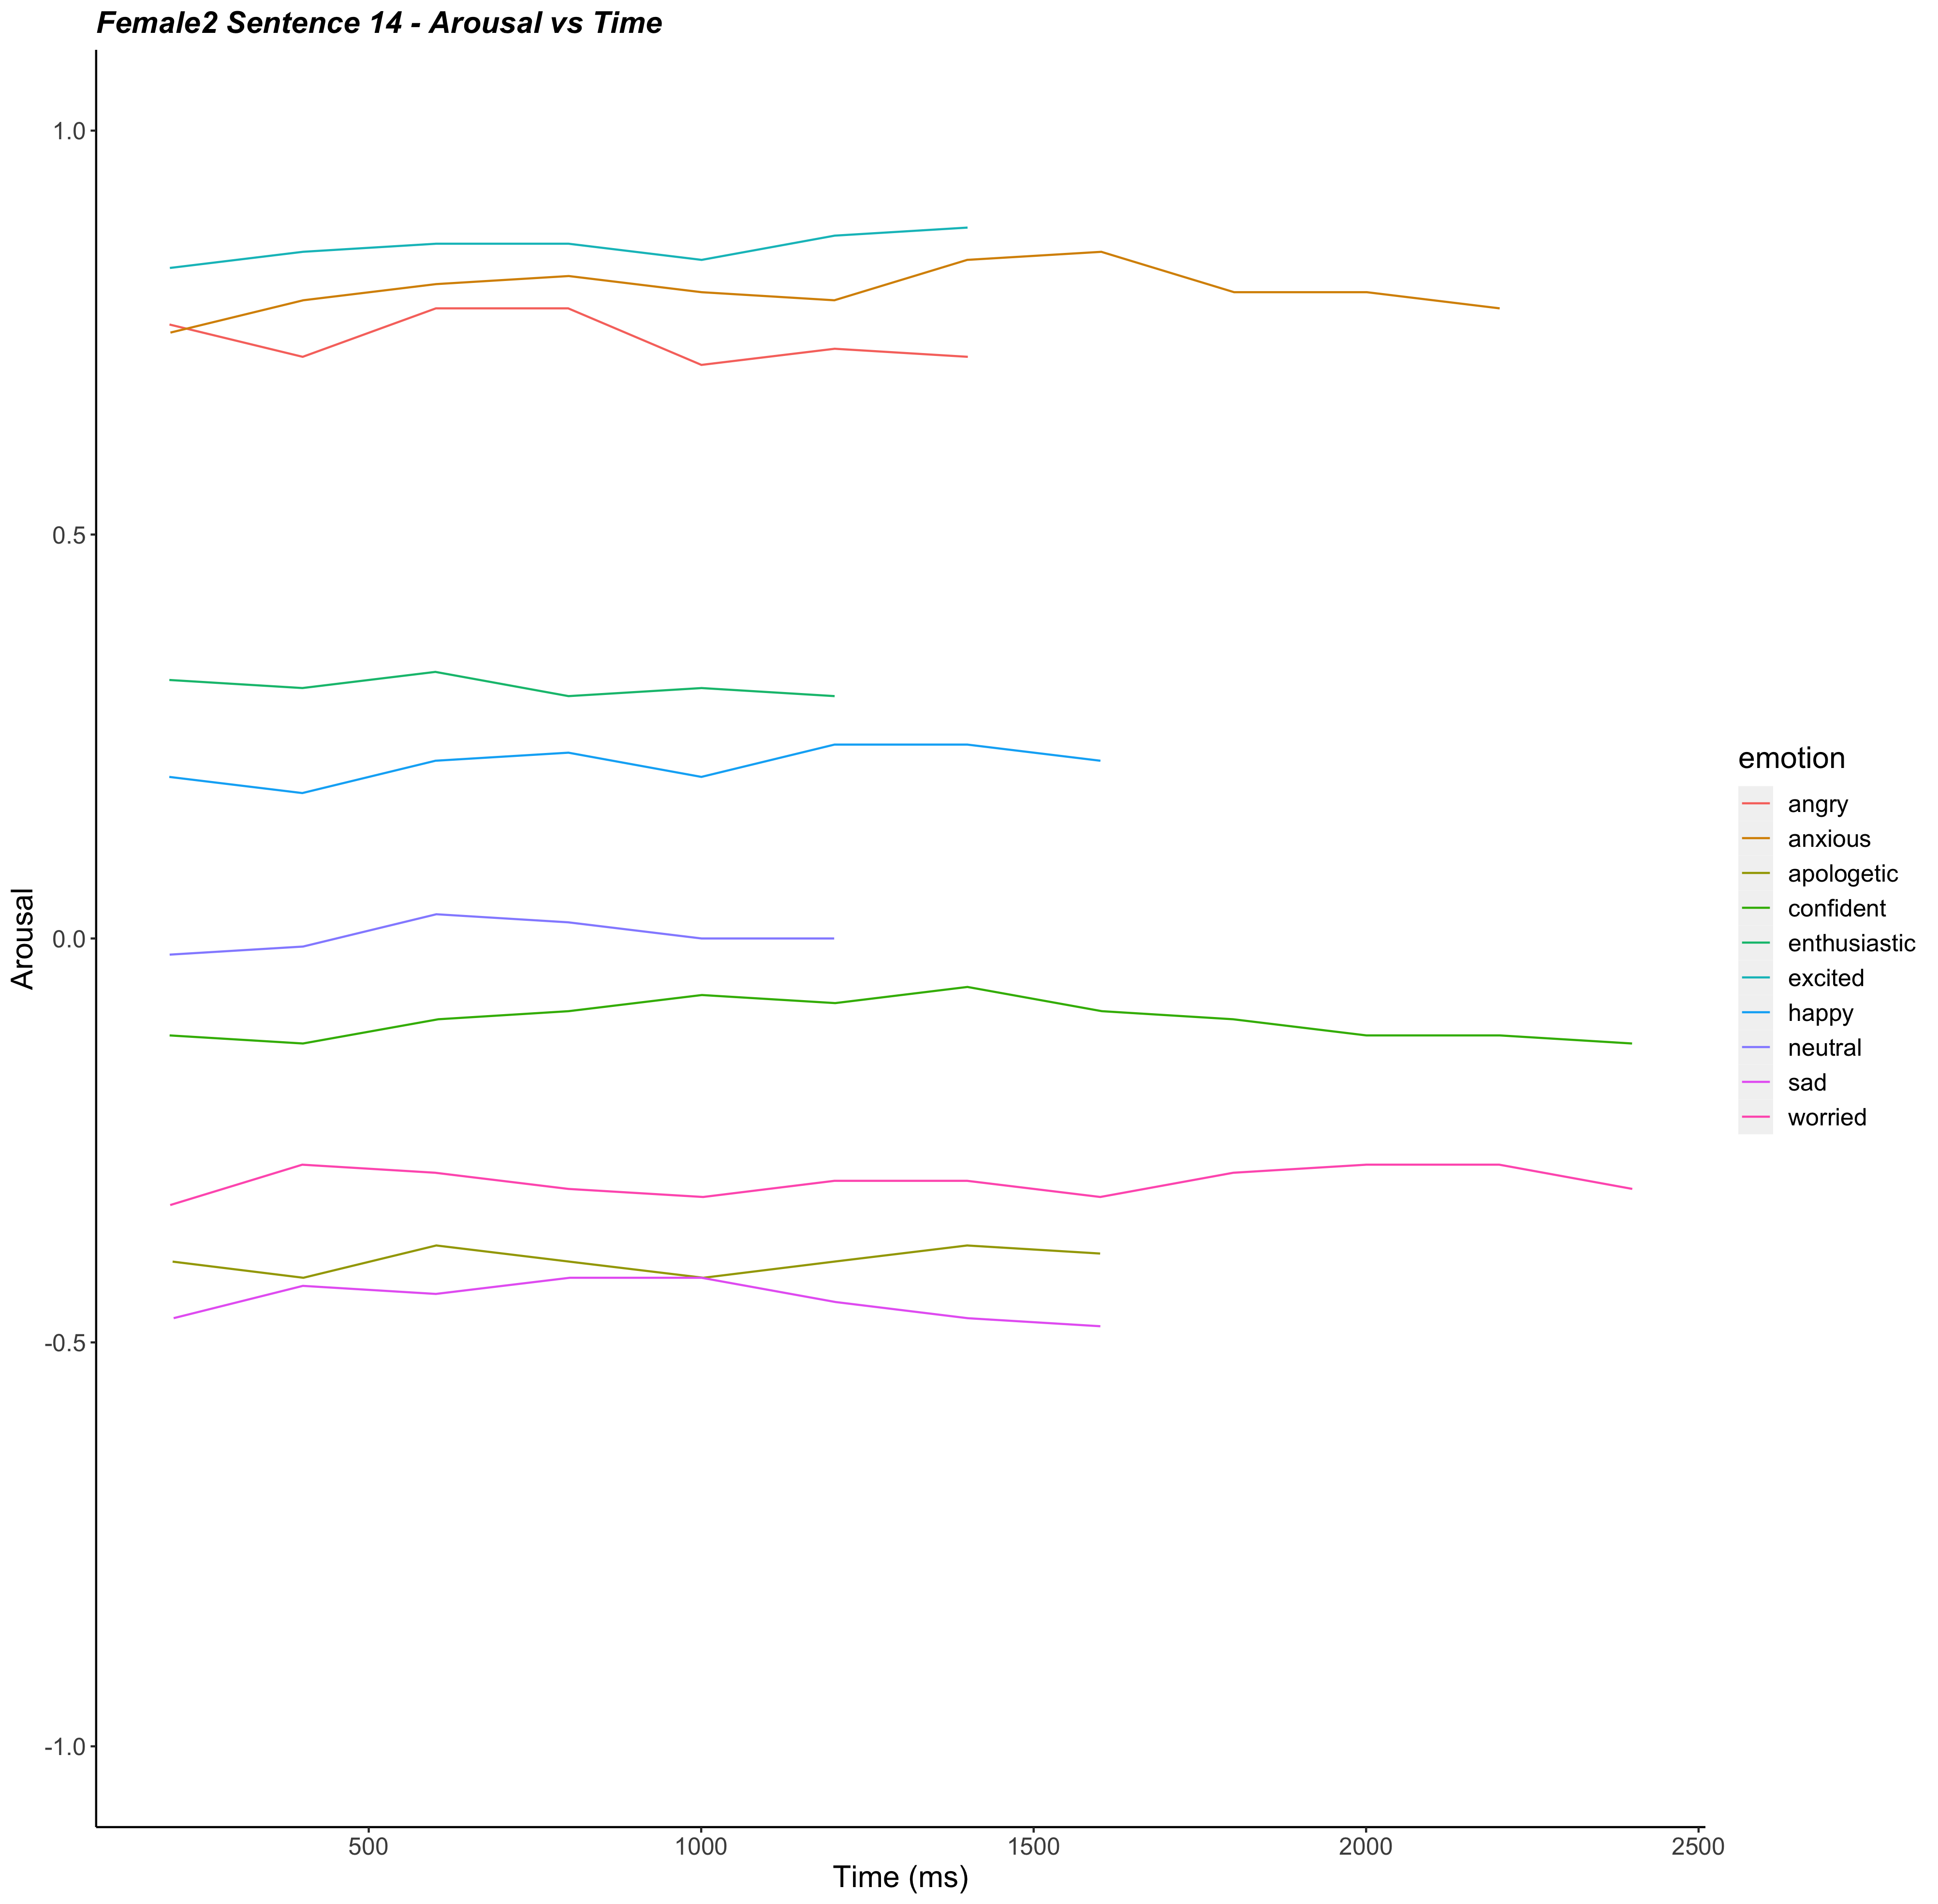 Female2 Sentence 14 - Arousal vs Time
1.0
0.5
0.0
-0.5
-1.0
Arousal
500 1000 1500 2000 2500
Time (ms)
emotion
angry
anxious
apologetic
confident
enthusiastic
excited
happy
neutral
sad
worried